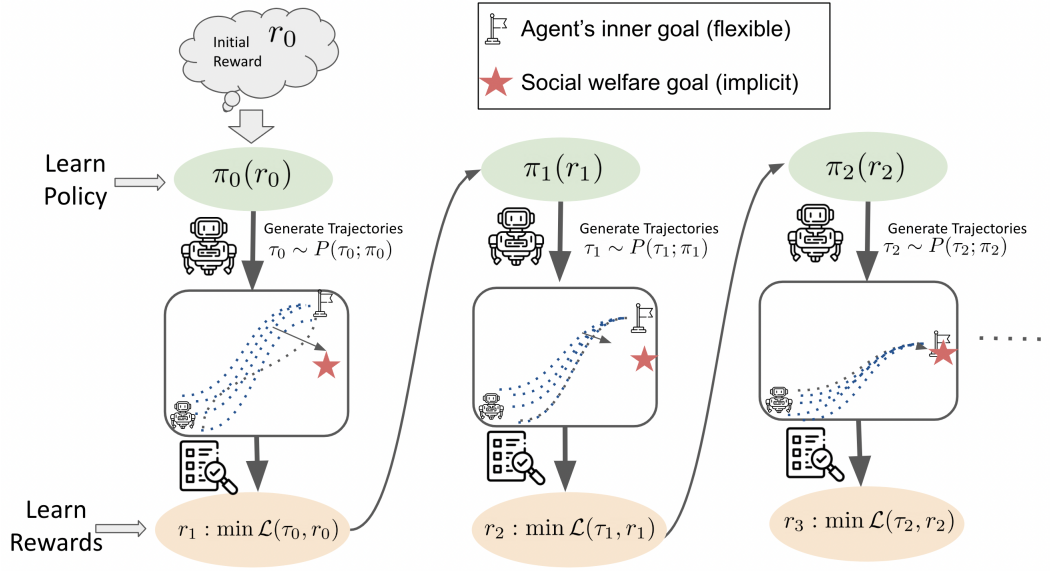 Initial
Reward
r₀
Agent's inner goal (flexible)
Social welfare goal (implicit)
Learn
Policy
π₀(r₀)
π₁(r₁)
π₂(r₂)
Generate Trajectories
τ₀ ∼ P(τ₀; π₀)
Generate Trajectories
τ₁ ∼ P(τ₁; π₁)
Generate Trajectories
τ₂ ∼ P(τ₂; π₂)
Learn
Rewards
r₁ : min ℒ(τ₀, r₀)
r₂ : min ℒ(τ₁, r₁)
r₃ : min ℒ(τ₂, r₂)